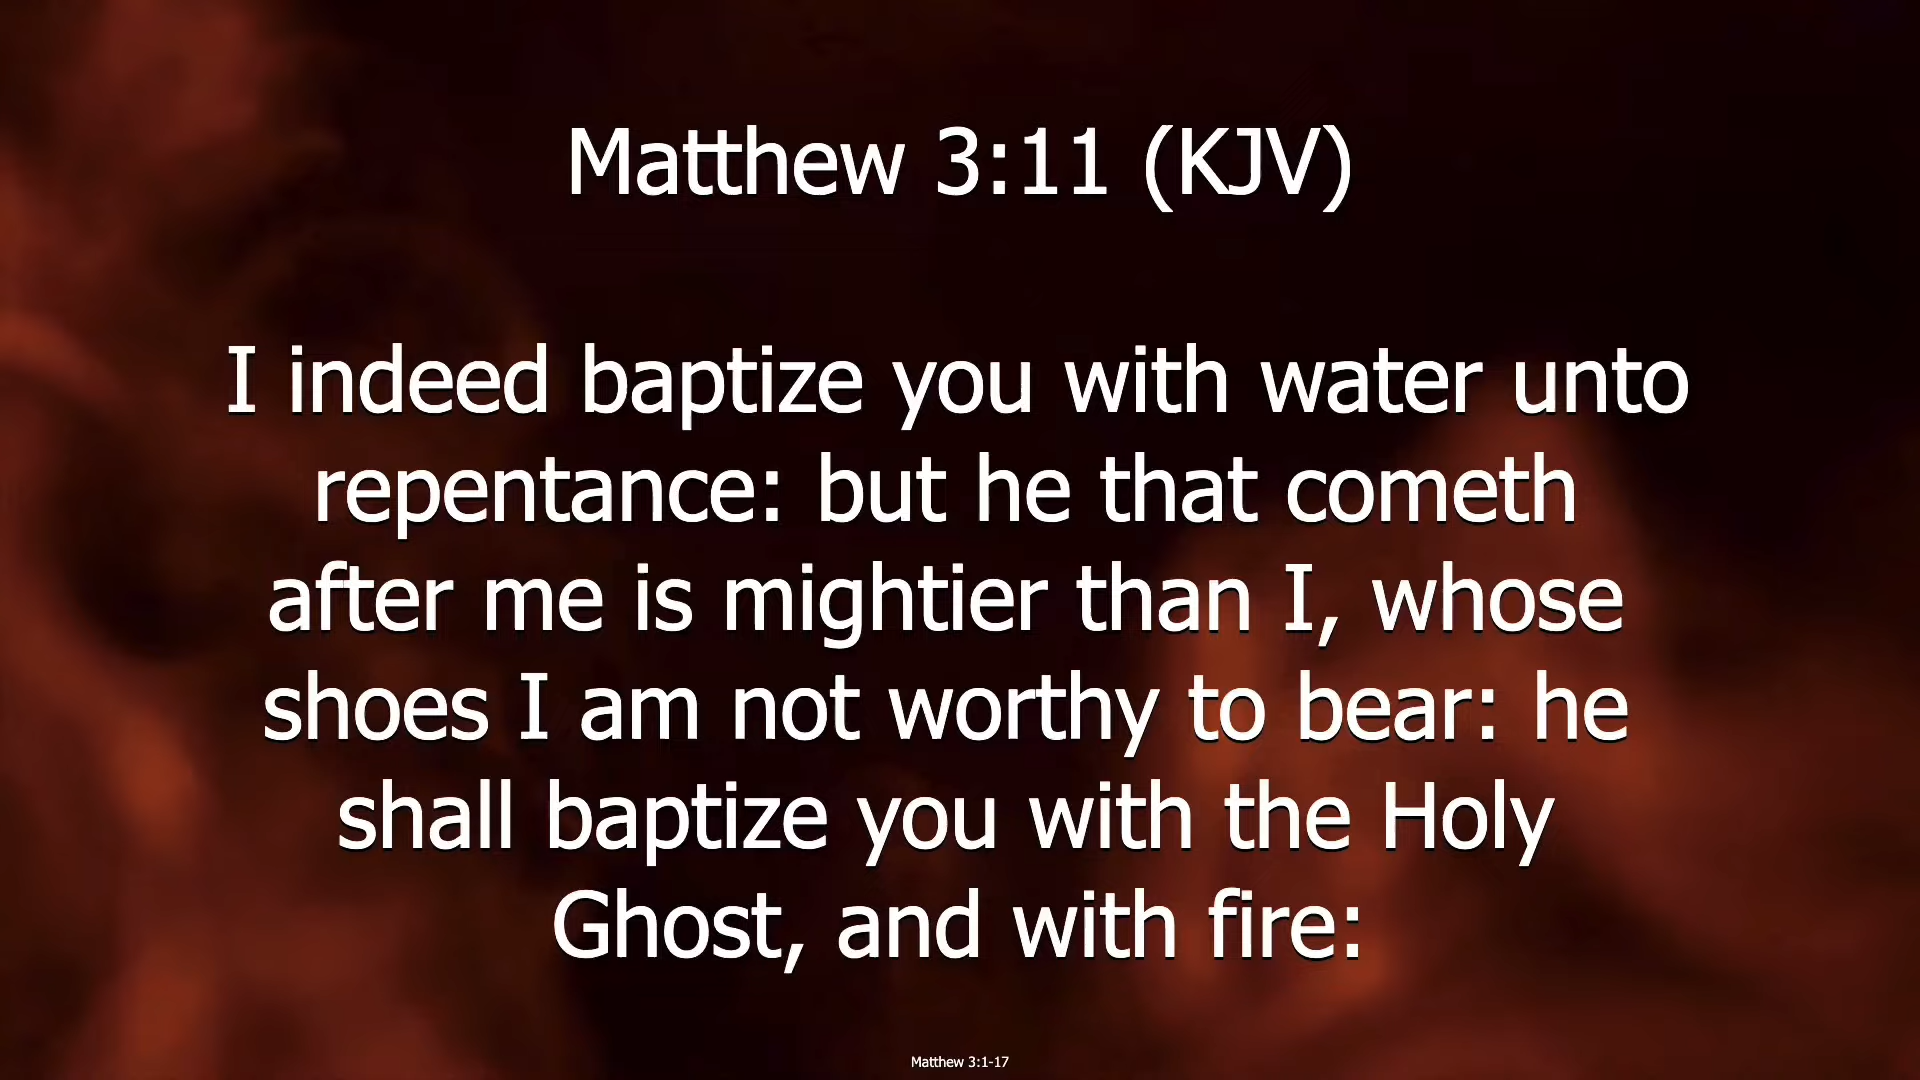 Matthew 3:11 (KJV)
I indeed baptize you with water unto
repentance: but he that cometh
after me is mightier than I, whose
shoes I am not worthy to bear: he
shall baptize you with the Holy
Ghost, and with fire:
Matthew 3:1-17